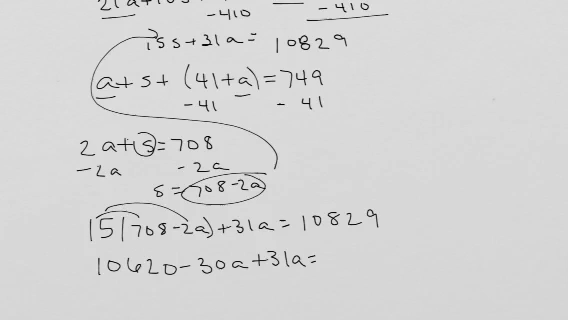 -410 -410
15s+31a= 10829
a+s+(41+a)=749
-41 -41
2a+s=708
-2a -2a
s=708-2a
15(708-2a)+31a=10829
10620-30a+31a=